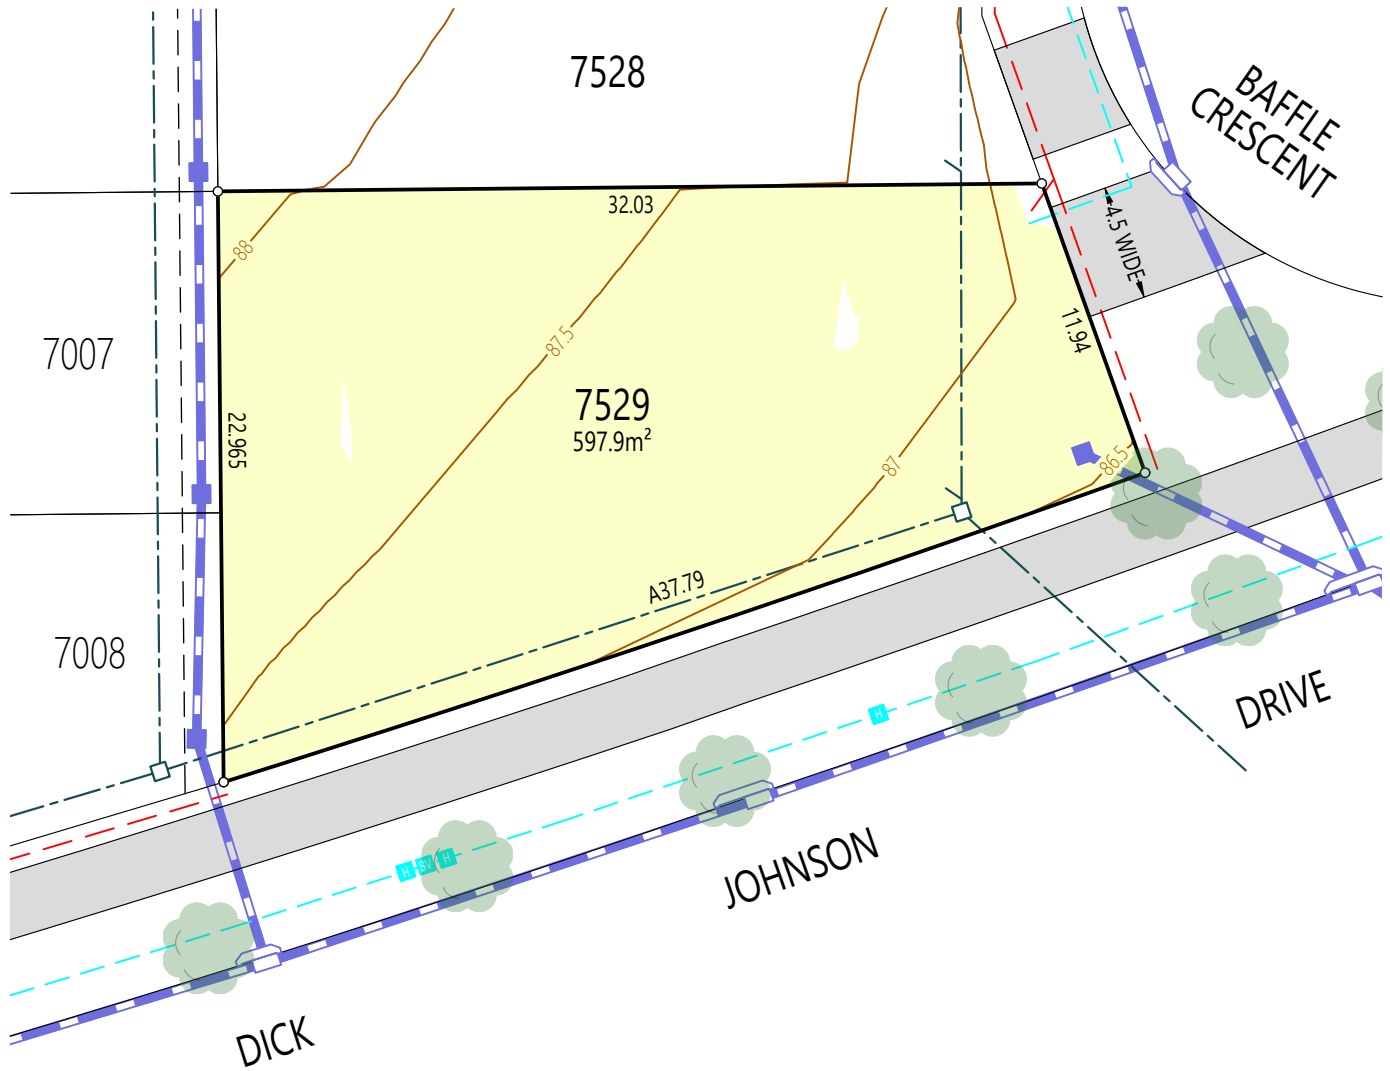 7528
BAFFLE
CRESCENT
32.03
88
4.5 WIDE
87.5
11.94
7007
7529
597.9m²
22.965
87
86.5
A37.79
7008
DRIVE
H
JOHNSON
H
SV
H
DICK